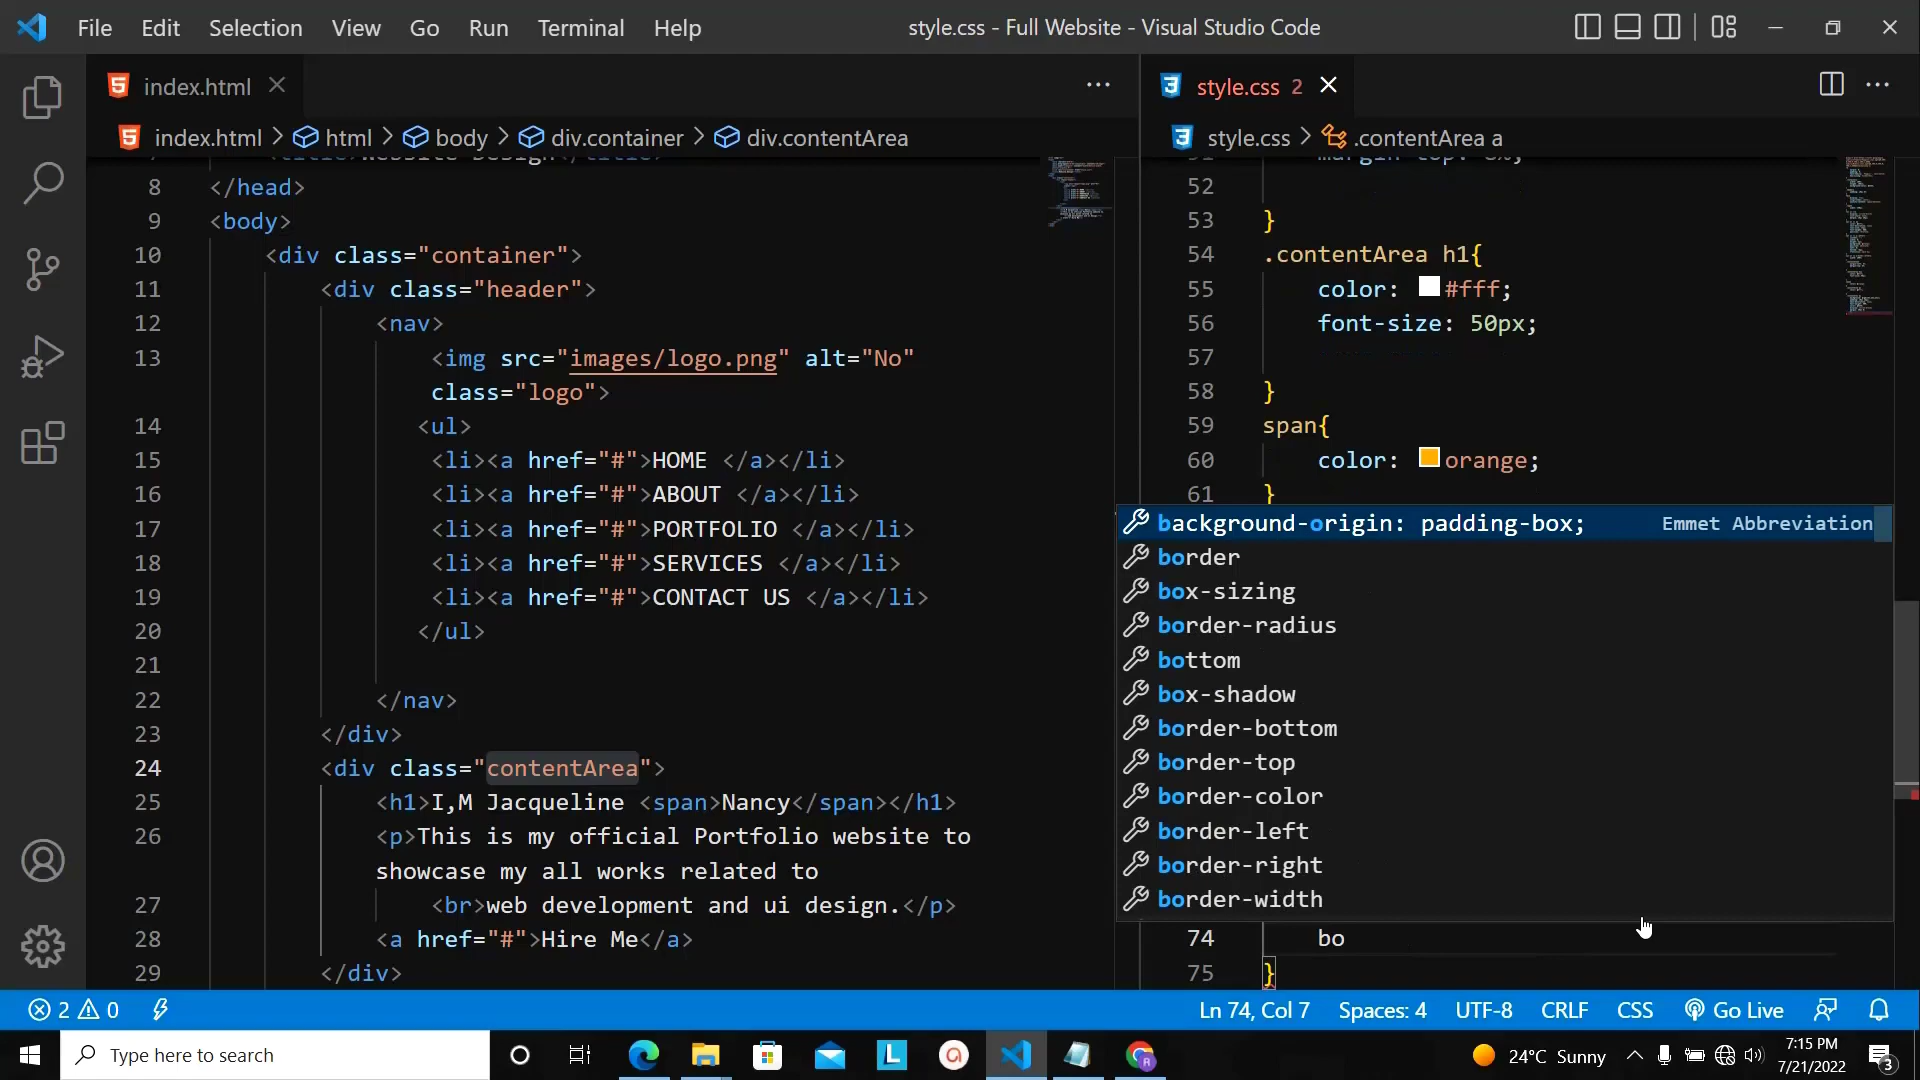 File Edit Selection View Go Run Terminal Help
style.css - Full Website - Visual Studio Code
index.html
index.html > html > body > div.container > div.contentArea
8 </head>
9 <body>
10 <div class="container">
11 <div class="header">
12 <nav>
13 <img src="images/logo.png" alt="No"
class="logo">
14 <ul>
15 <li><a href="#">HOME </a></li>
16 <li><a href="#">ABOUT </a></li>
17 <li><a href="#">PORTFOLIO </a></li>
18 <li><a href="#">SERVICES </a></li>
19 <li><a href="#">CONTACT US </a></li>
20 </ul>
21
22 </nav>
23 </div>
24 <div class="contentArea">
25 <h1>I,M Jacqueline <span>Nancy</span></h1>
26 <p>This is my official Portfolio website to
showcase my all works related to
27 <br>web development and ui design.</p>
28 <a href="#">Hire Me</a>
29 </div>
style.css 2
style.css > .contentArea a
52
53 }
54 .contentArea h1{
55 color: #fff;
56 font-size: 50px;
57
58 }
59 span{
60 color: orange;
61 }
background-origin: padding-box; Emmet Abbreviation
border
box-sizing
border-radius
bottom
box-shadow
border-bottom
border-top
border-color
border-left
border-right
border-width
74 bo
75 }
2 0
Ln 74, Col 7 Spaces: 4 UTF-8 CRLF CSS Go Live
Type here to search
24°C Sunny
7:15 PM
7/21/2022
3